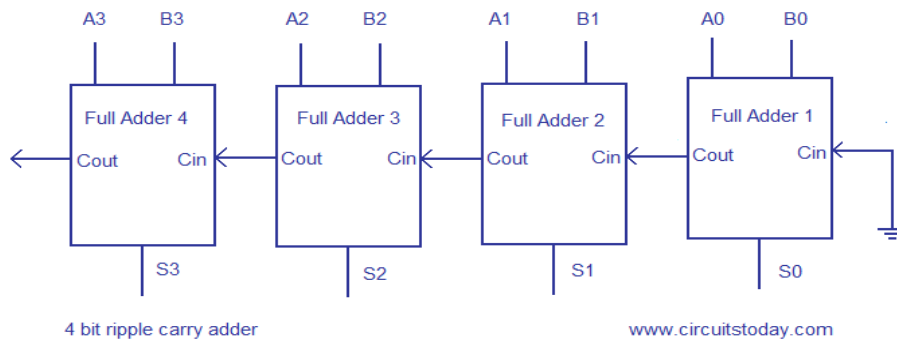 A3 B3 A2 B2 A1 B1 A0 B0
Full Adder 4 Full Adder 3 Full Adder 2 Full Adder 1
Cout Cin Cout Cin Cout Cin Cout Cin
S3 S2 S1 S0
4 bit ripple carry adder www.circuitstoday.com